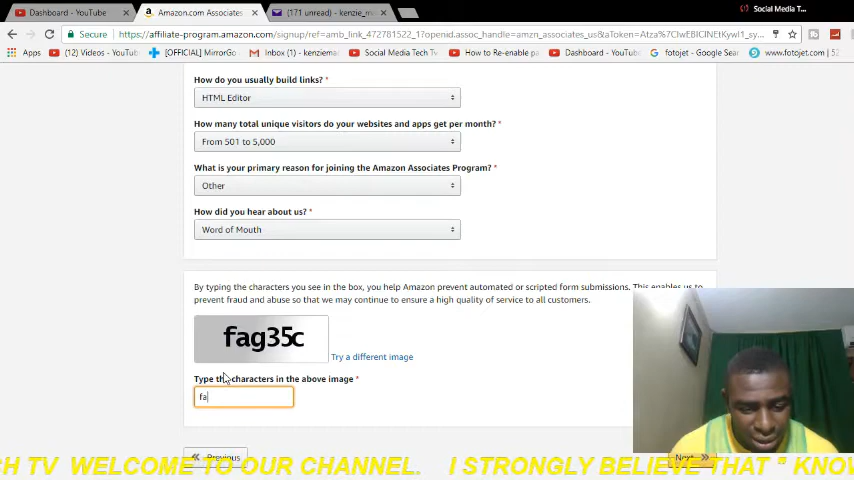 Dashboard - YouTube
Amazon.com Associates
(171 unread) - kenzie_m
Social Media T...
Secure
https://affiliate-program.amazon.com/signup/ref=amb_link_472781522_1?openid.assoc_handle=amzn_associates_us&aToken=Atza
Apps
(12) Videos - YouTub
[OFFICIAL] MirrorGo
Inbox () - kenziemai
Social Media Tech Tv
How to Re-enable pa
Dashboard - YouTub
fotojet - Google Sear
www.fotojet.com
How do you usually build links? *
HTML Editor
How many total unique visitors do your websites and apps get per month? *
From 501 to 5,000
What is your primary reason for joining the Amazon Associates Program? *
Other
How did you hear about us? *
Word of Mouth
By typing the characters you see in the box, you help Amazon prevent automated or scripted form submissions. This enables us to
prevent fraud and abuse so that we may continue to ensure a high quality of service to all customers.
fag35c
Try a different image
Type the characters in the above image *
fa
Previous
Next
CH TV WELCOME TO OUR CHANNEL. I STRONGLY BELIEVE THAT " KNOW